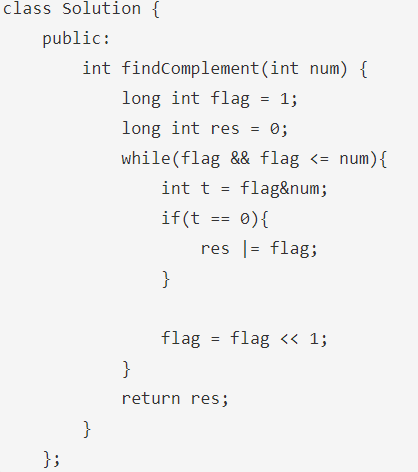 class Solution {
    public:
        int findComplement(int num) {
            long int flag = 1;
            long int res = 0;
            while(flag && flag <= num){
                int t = flag&num;
                if(t == 0){
                    res |= flag;
                }

                flag = flag << 1;
            }
            return res;
        }
    };